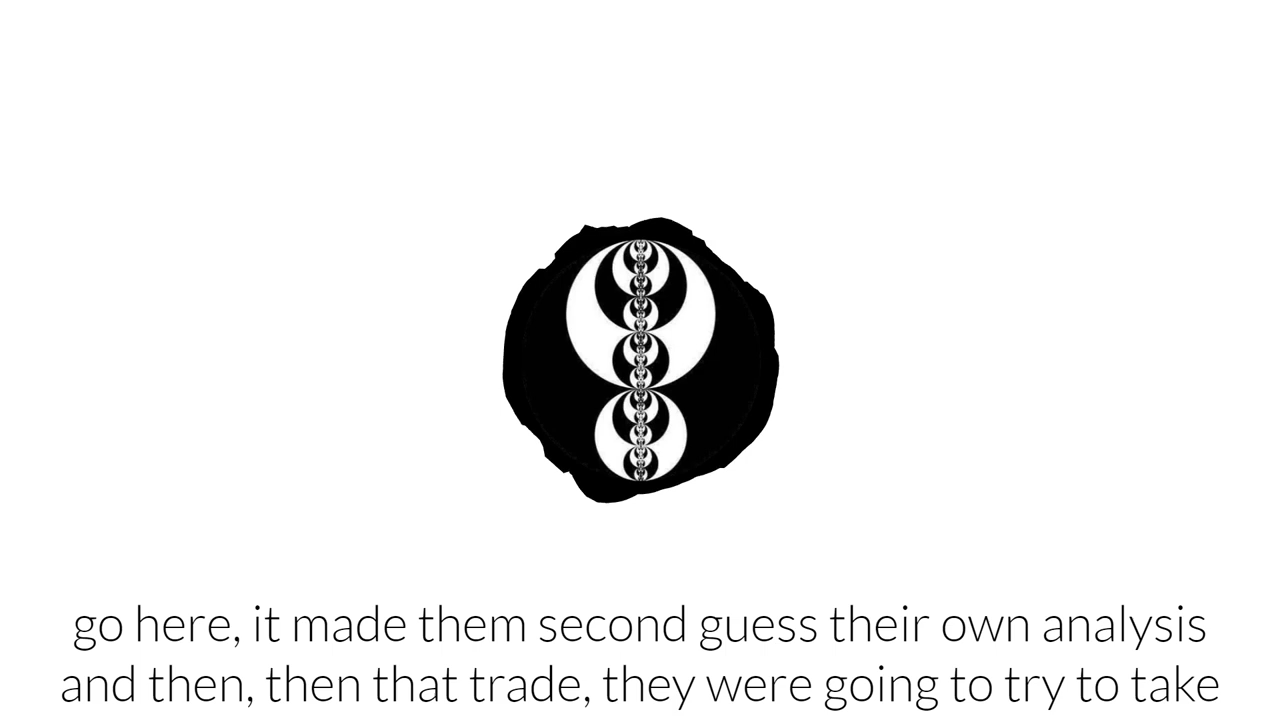 go here, it made them second guess their own analysis
and then, then that trade, they were going to try to take